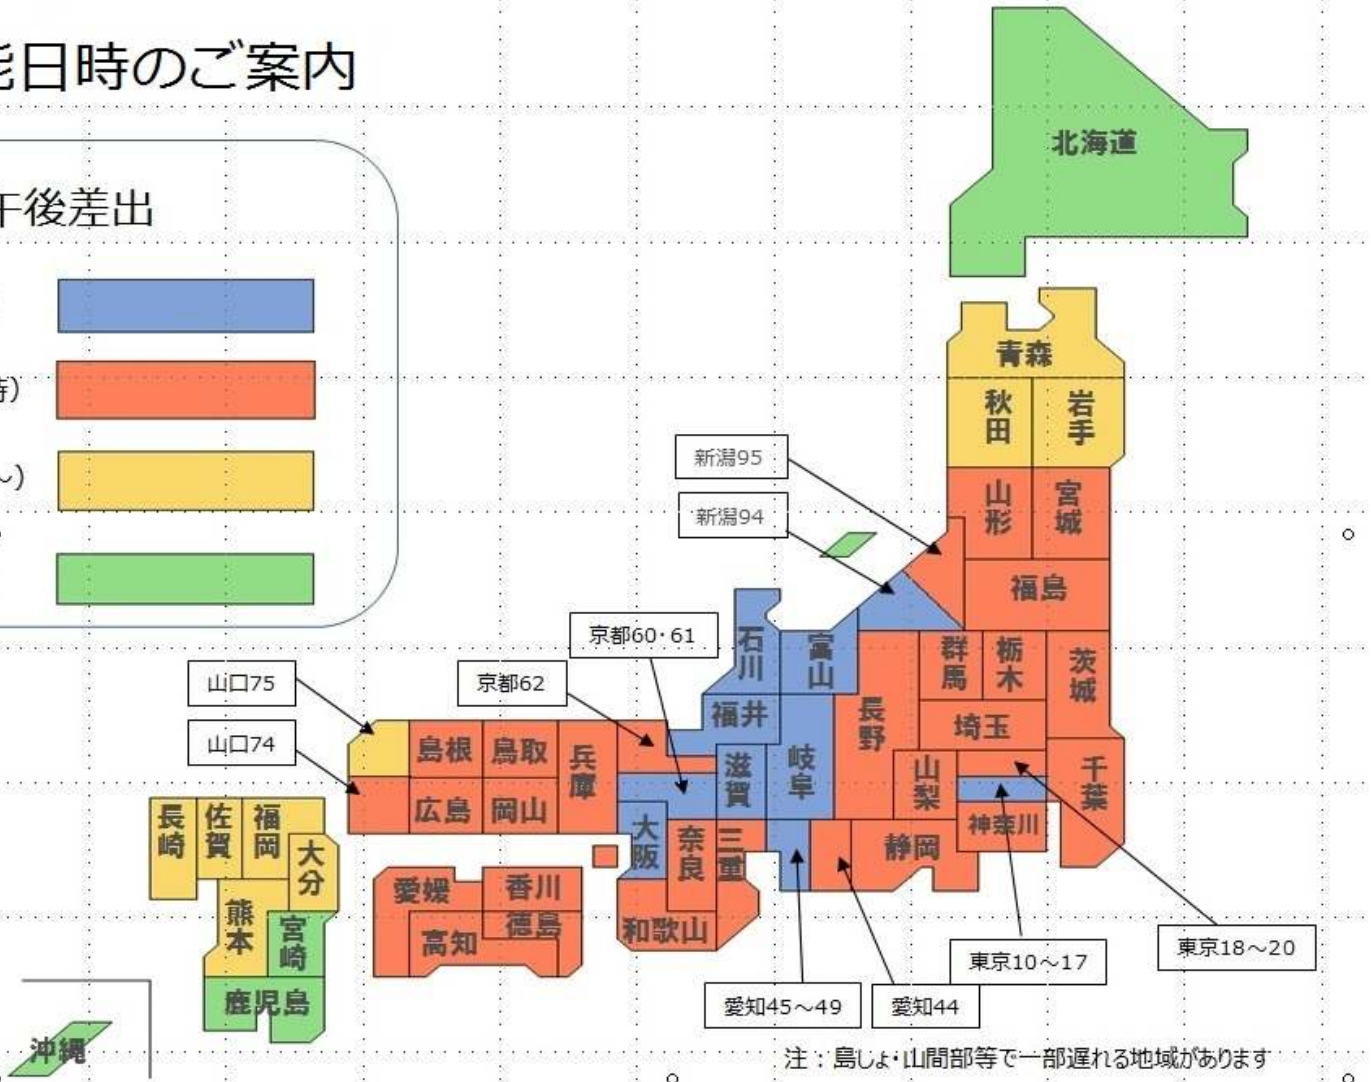 能日時のご案内
午後差出
時）
～）
北海道
青森
秋田
岩手
新潟95
新潟94
山形
宮城
福島
京都60・61
石川
富山
群馬
栃木
茨城
山口75
京都62
福井
長野
埼玉
山口74
島根
鳥取
兵庫
滋賀
岐阜
山梨
千葉
広島
岡山
長崎
佐賀
福岡
大分
大阪
奈良
三重
静岡
神奈川
愛媛
香川
徳島
高知
和歌山
熊本
宮崎
鹿児島
沖縄
東京18～20
東京10～17
愛知45～49
愛知44
注：島しょ・山間部等で一部遅れる地域があります